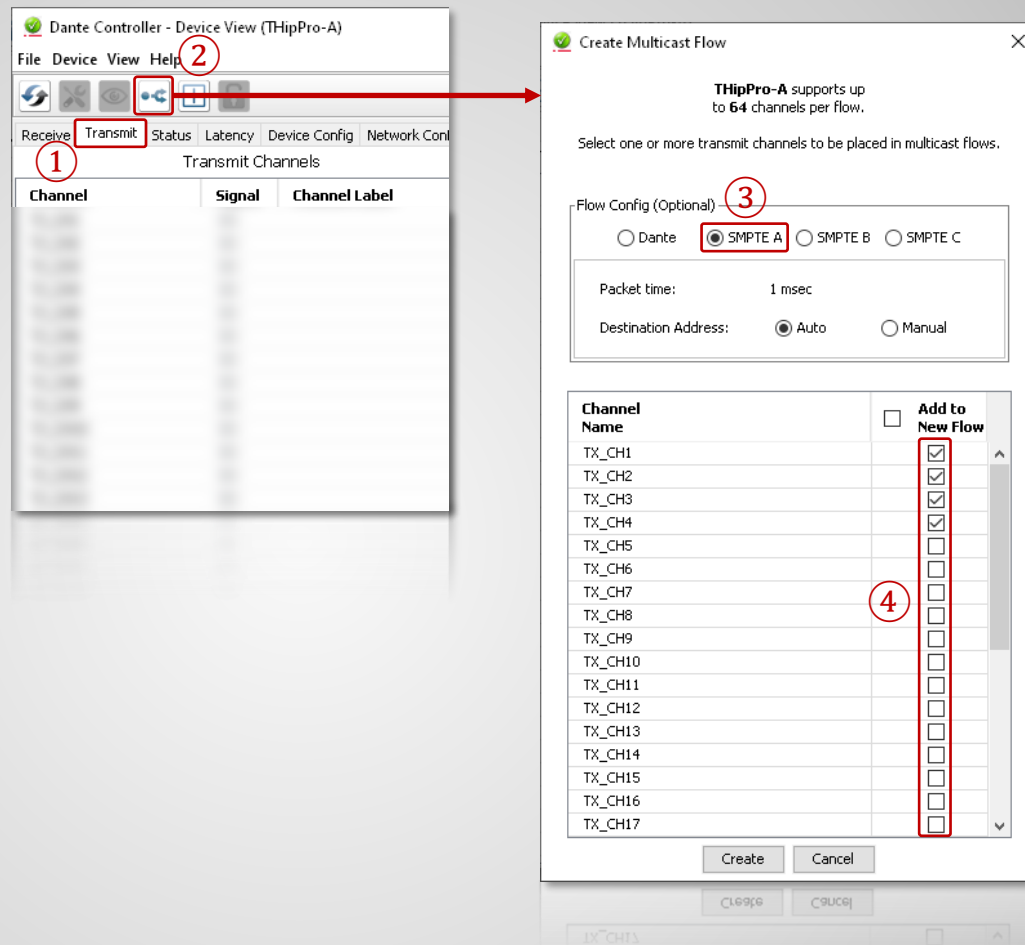 Dante Controller - Device View (THipPro-A)
File Device View Help
②
Receive Transmit Status Latency Device Config Network Conf
①
Transmit Channels
Channel Signal Channel Label
Create Multicast Flow
THipPro-A supports up
to 64 channels per flow.
Select one or more transmit channels to be placed in multicast flows.
③
Flow Config (Optional)
Dante SMPTE A SMPTE B SMPTE C
Packet time: 1 msec
Destination Address: Auto Manual
Channel
Name
Add to
New Flow
TX_CH1
TX_CH2
TX_CH3
TX_CH4
TX_CH5
TX_CH6
TX_CH7
④
TX_CH8
TX_CH9
TX_CH10
TX_CH11
TX_CH12
TX_CH13
TX_CH14
TX_CH15
TX_CH16
TX_CH17
Create Cancel